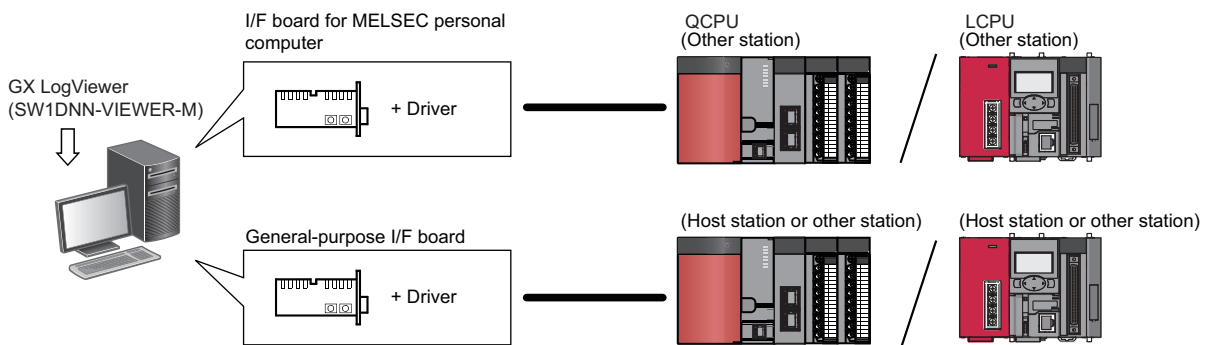 I/F board for MELSEC personal
computer
QCPU
(Other station)
LCPU
(Other station)
GX LogViewer
(SW1DNN-VIEWER-M)
+ Driver
General-purpose I/F board
(Host station or other station)
(Host station or other station)
+ Driver